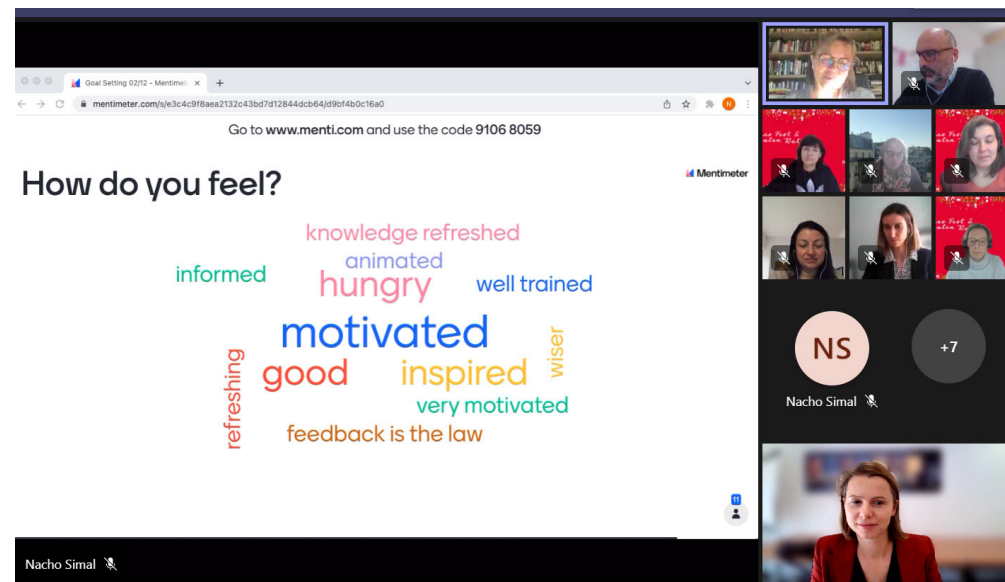 Goal Setting 02/12 - Mentime
mentimeter.com/s/e3c4c9f8aea2132c43bd7d12844dcb64/d9bf4b0c16a0
N
Go to www.menti.com and use the code 9106 8059
How do you feel?
Mentimeter
knowledge refreshed
animated
informed
hungry
well trained
motivated
wiser
good
inspired
refreshing
very motivated
feedback is the law
11
Nacho Simal
NS
+7
Nacho Simal